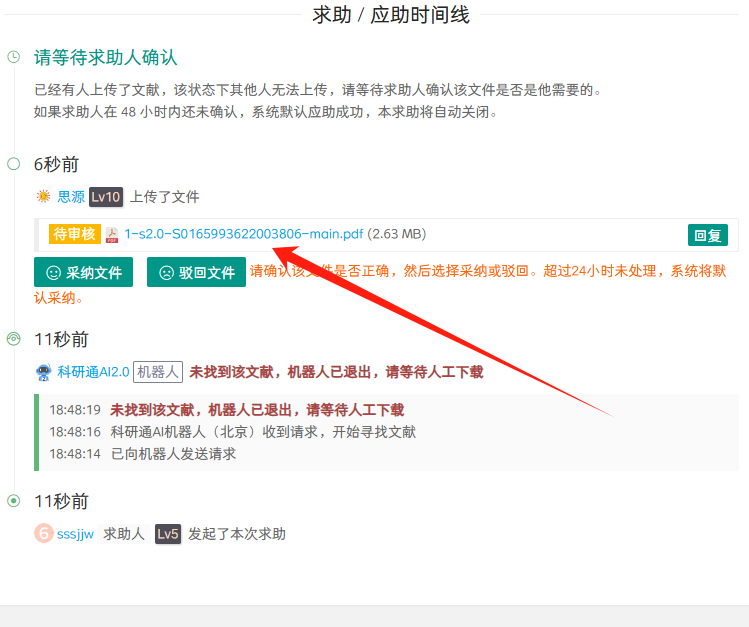 求助 / 应助时间线
请等待求助人确认
已经有人上传了文献，该状态下其他人无法上传，请等待求助人确认该文件是否是他需要的。
如果求助人在 48 小时内还未确认，系统默认应助成功，本求助将自动关闭。
6秒前
思源 Lv10 上传了文件
待审核 1-s2.0-S0165993622003806-main.pdf (2.63 MB) 回复
采纳文件 驳回文件 请确认该文件是否正确，然后选择采纳或驳回。超过24小时未处理，系统将默
认采纳。
11秒前
科研通AI2.0 机器人 未找到该文献，机器人已退出，请等待人工下载
18:48:19 未找到该文献，机器人已退出，请等待人工下载
18:48:16 科研通AI机器人（北京）收到请求，开始寻找文献
18:48:14 已向机器人发送请求
11秒前
6 sssjjw 求助人 Lv5 发起了本次求助